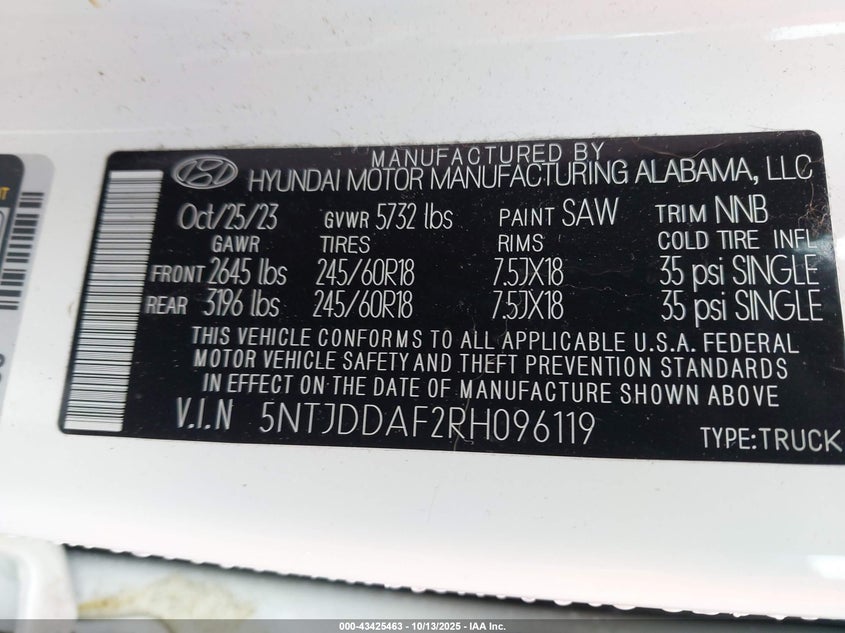 MANUFACTURED BY
HYUNDAI MOTOR MANUFACTURING ALABAMA, LLC
Oct/25/23 GVWR 5732 lbs PAINT SAW TRIM NNB
GAWR TIRES RIMS COLD TIRE INFL
FRONT 2645 lbs 245/60R18 7.5JX18 35 psi SINGLE
REAR 3196 lbs 245/60R18 7.5JX18 35 psi SINGLE
THIS VEHICLE CONFORMS TO ALL APPLICABLE U.S.A. FEDERAL
MOTOR VEHICLE SAFETY AND THEFT PREVENTION STANDARDS
IN EFFECT ON THE DATE OF MANUFACTURE SHOWN ABOVE
V.I.N 5NTJDDAF2RH096119 TYPE:TRUCK
000-43425463 - 10/13/2025 - IAA Inc.